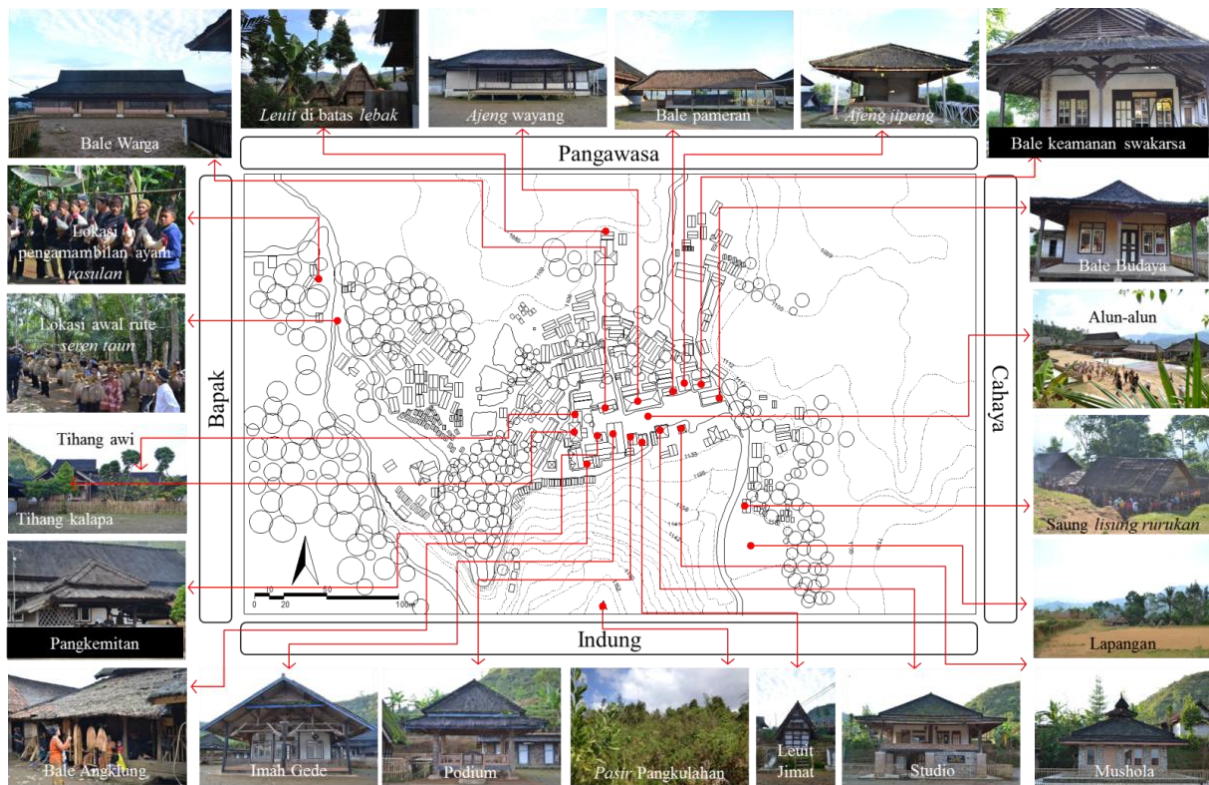 Bale Warga
Leuit di batas lebak
Ajeng wayang
Bale pameran
Ajeng jipeng
Bale keamanan swakarsa
Pangawasa
Lokasi
pengamambilan ayam
rasulan
Bale Budaya
Lokasi awal rute
seren taun
Alun-alun
Bapak
Cahaya
Tihang awi
Tihang kalapa
Saung lisung rurukan
Pangkemitan
0 20 50 100m
Lapangan
Indung
Bale Angklung
Imah Gede
Podium
Pasir Pangkulahan
Leuit
Jimat
Studio
Mushola